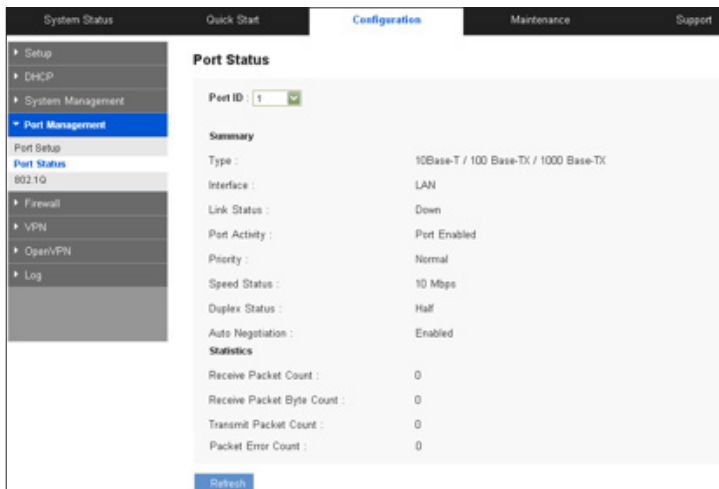 System Status Quick Start Configuration Maintenance Support
Setup
DHCP
System Management
Port Management
Port Setup
Port Status
802.1Q
Firewall
VPN
OpenVPN
Log
Port Status
Port ID : 1
Summary
Type : 10Base-T / 100 Base-TX / 1000 Base-TX
Interface : LAN
Link Status : Down
Port Activity : Port Enabled
Priority : Normal
Speed Status : 10 Mbps
Duplex Status : Half
Auto Negotiation : Enabled
Statistics
Receive Packet Count : 0
Receive Packet Byte Count : 0
Transmit Packet Count : 0
Packet Error Count : 0
Refresh